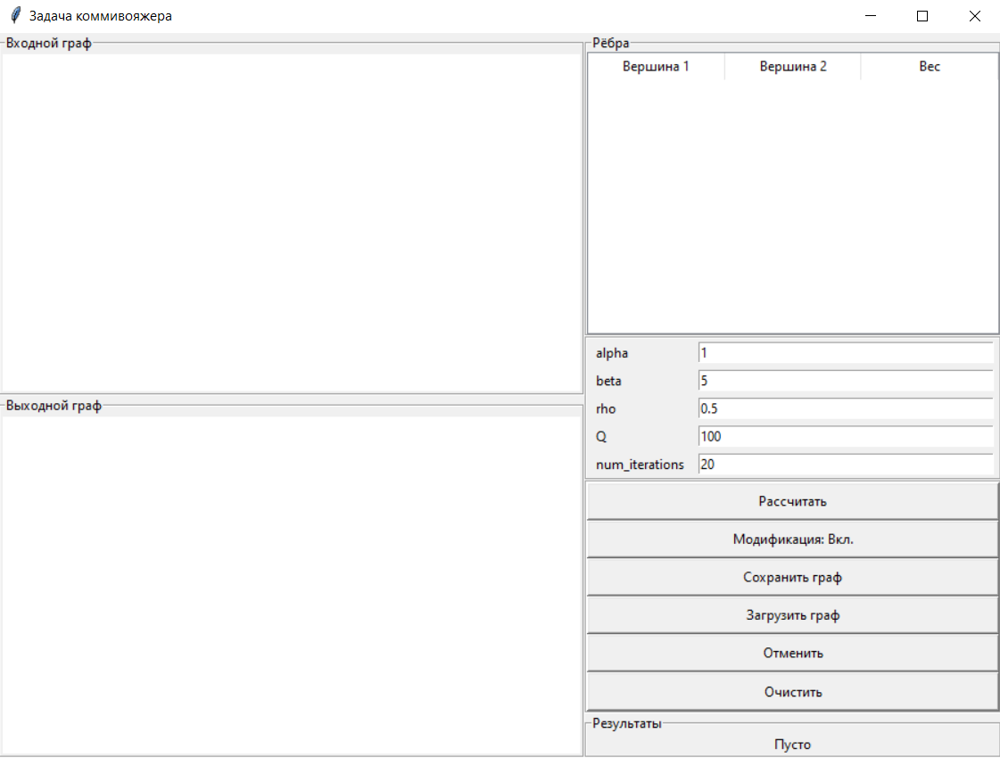 Задача коммивояжера
Входной граф
Выходной граф
Рёбра
Вершина 1 Вершина 2 Вес
alpha 1
beta 5
rho 0.5
Q 100
num_iterations 20
Рассчитать
Модификация: Вкл.
Сохранить граф
Загрузить граф
Отменить
Очистить
Результаты
Пусто